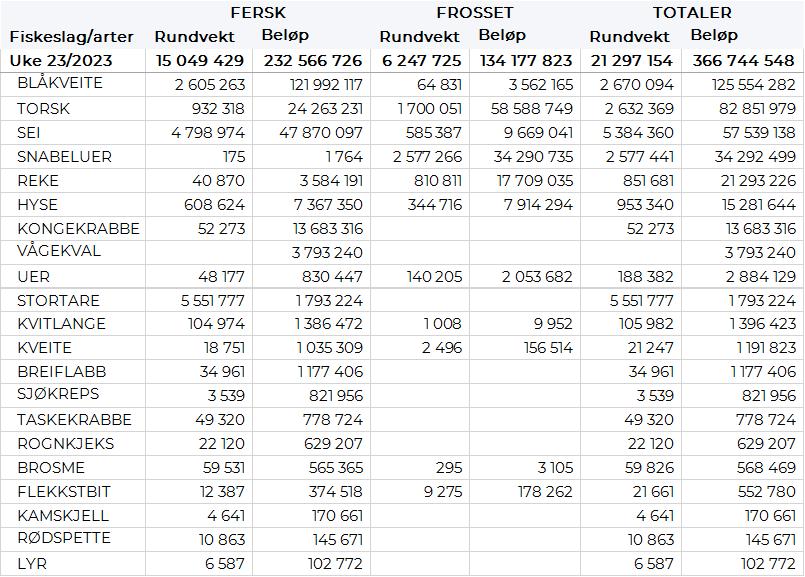 FERSK FROSSET TOTALER
Fiskeslag/arter Rundvekt Beløp Rundvekt Beløp Rundvekt Beløp
Uke 23/2023 15 049 429 232 566 726 6 247 725 134 177 823 21 297 154 366 744 548
BLÅKVEITE 2 605 263 121 992 117 64 831 3 562 165 2 670 094 125 554 282
TORSK 932 318 24 263 231 1 700 051 58 588 749 2 632 369 82 851 979
SEI 4 798 974 47 870 097 585 387 9 669 041 5 384 360 57 539 138
SNABELUER 175 1 764 2 577 266 34 290 735 2 577 441 34 292 499
REKE 40 870 3 584 191 810 811 17 709 035 851 681 21 293 226
HYSE 608 624 7 367 350 344 716 7 914 294 953 340 15 281 644
KONGEKRABBE 52 273 13 683 316 52 273 13 683 316
VÅGEKVAL 3 793 240 3 793 240
UER 48 177 830 447 140 205 2 053 682 188 382 2 884 129
STORTARE 5 551 777 1 793 224 5 551 777 1 793 224
KVITLANGE 104 974 1 386 472 1 008 9 952 105 982 1 396 423
KVEITE 18 751 1 035 309 2 496 156 514 21 247 1 191 823
BREIFLABB 34 961 1 177 406 34 961 1 177 406
SJØKREPS 3 539 821 956 3 539 821 956
TASKEKRABBE 49 320 778 724 49 320 778 724
ROGNKJEKS 22 120 629 207 22 120 629 207
BROSME 59 531 565 365 295 3 105 59 826 568 469
FLEKKSTBIT 12 387 374 518 9 275 178 262 21 661 552 780
KAMSKJELL 4 641 170 661 4 641 170 661
RØDSPETTE 10 863 145 671 10 863 145 671
LYR 6 587 102 772 6 587 102 772